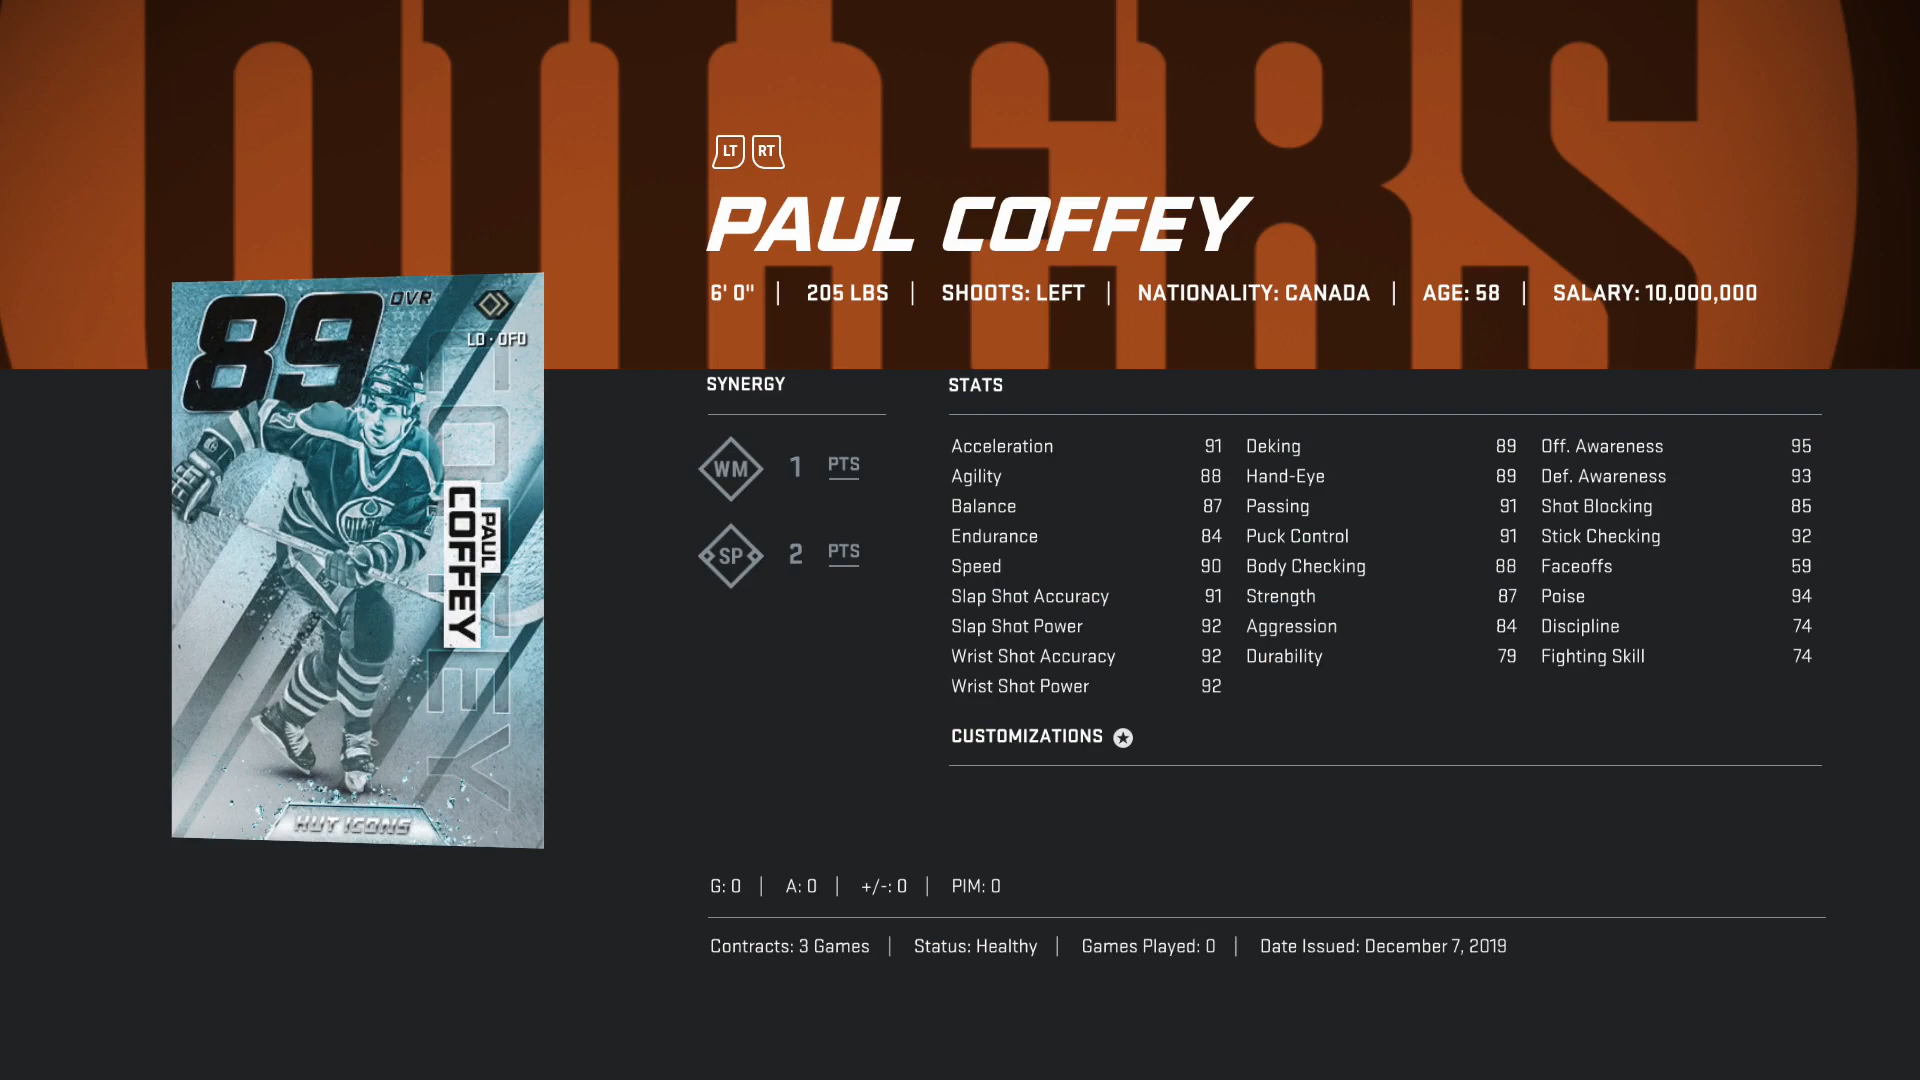 OILERS
LT RT
PAUL COFFEY
6' 0" | 205 LBS | SHOOTS: LEFT | NATIONALITY: CANADA | AGE: 58 | SALARY: 10,000,000
89 OVR
LD · OFD
COFFEY
PAUL
COFFEY
OILERS
HUT ICONS
SYNERGY
WM 1 PTS
SP 2 PTS
STATS
Acceleration 91
Agility 88
Balance 87
Endurance 84
Speed 90
Slap Shot Accuracy 91
Slap Shot Power 92
Wrist Shot Accuracy 92
Wrist Shot Power 92
Deking 89
Hand-Eye 89
Passing 91
Puck Control 91
Body Checking 88
Strength 87
Aggression 84
Durability 79
Off. Awareness 95
Def. Awareness 93
Shot Blocking 85
Stick Checking 92
Faceoffs 59
Poise 94
Discipline 74
Fighting Skill 74
CUSTOMIZATIONS
G: 0 | A: 0 | +/-: 0 | PIM: 0
Contracts: 3 Games | Status: Healthy | Games Played: 0 | Date Issued: December 7, 2019